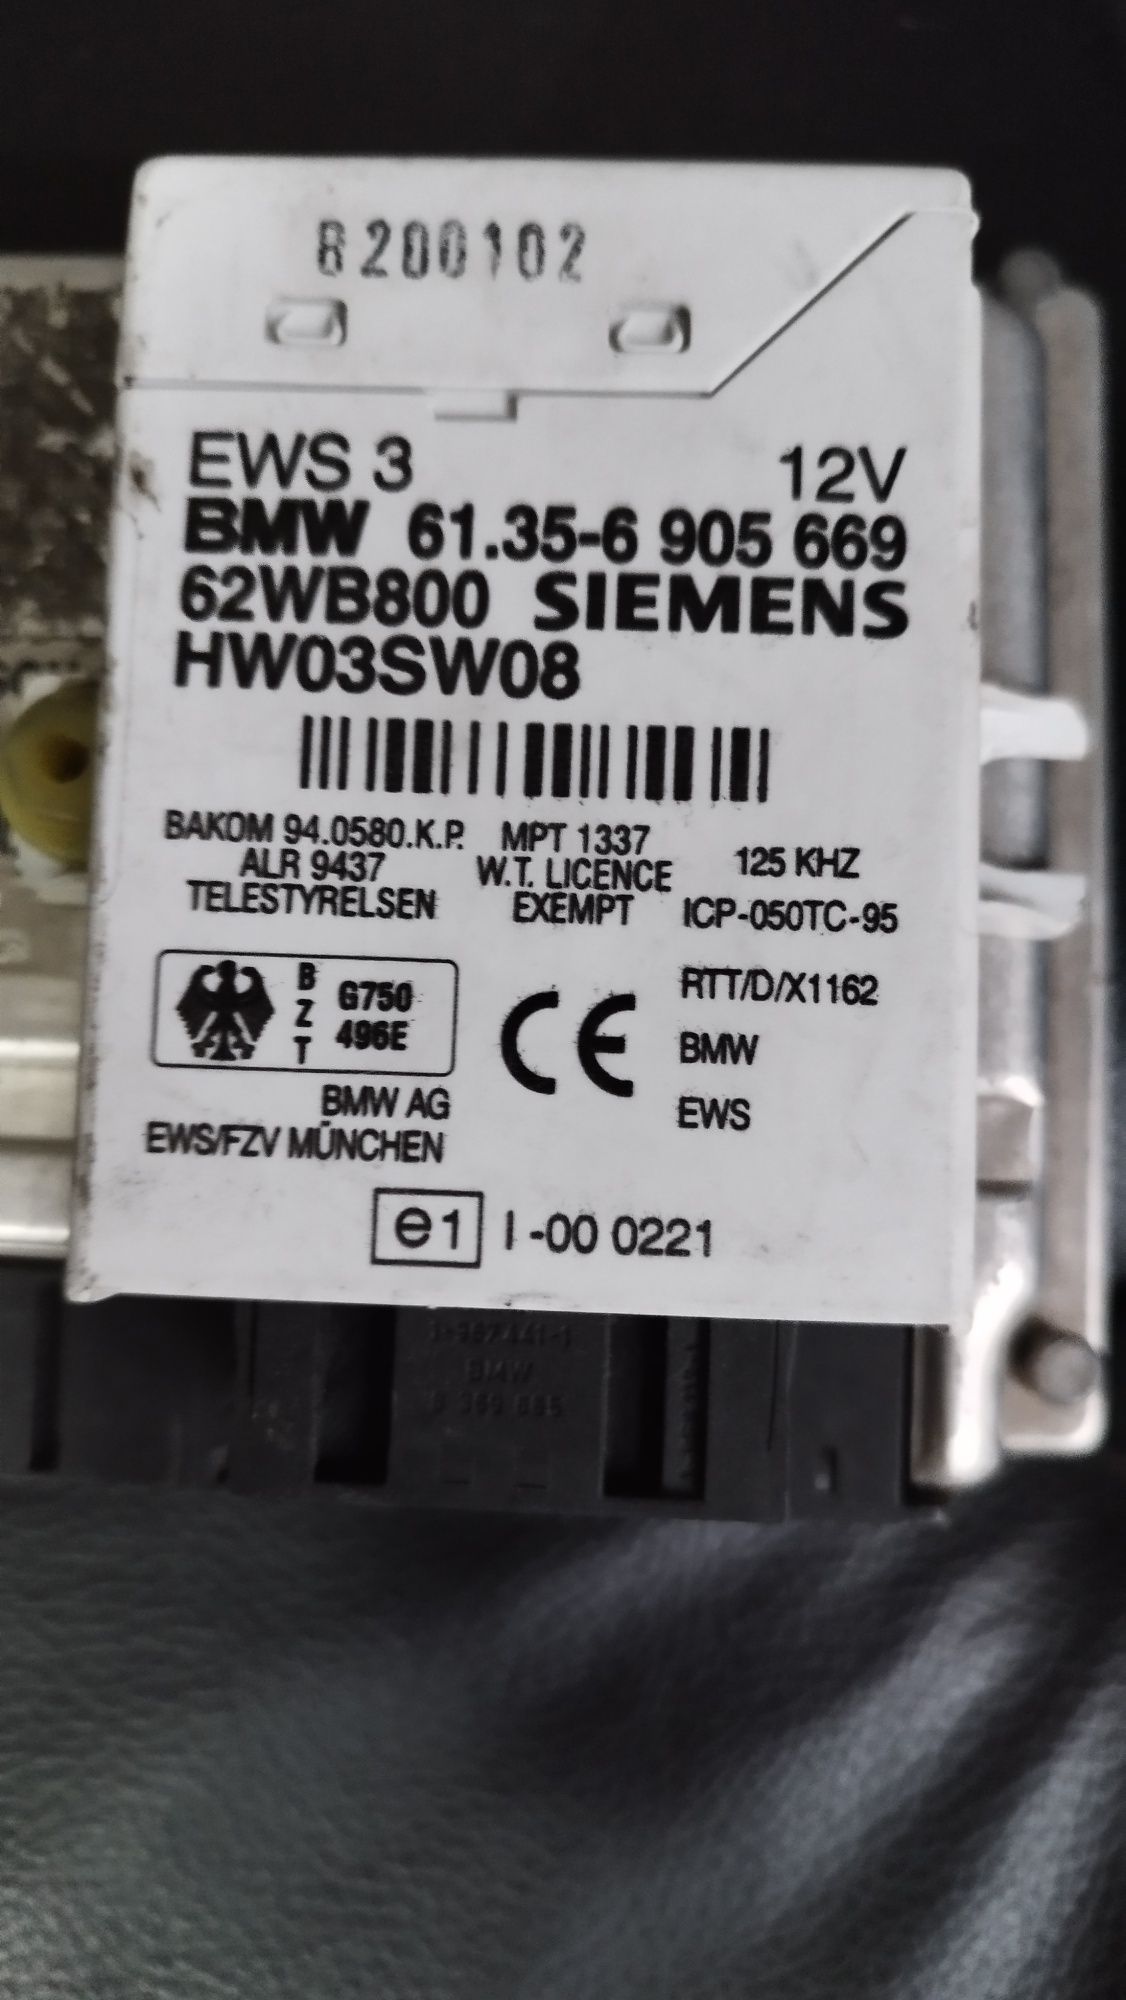 8200102
EWS 3 12V
BMW 61.35-6 905 669
62WB800 SIEMENS
HW03SW08
BAKOM 94.0580.K.P. MPT 1337
ALR 9437 W.T. LICENCE 125 KHZ
TELESTYRELSEN EXEMPT ICP-050TC-95
B Z T G750 496E CE RTT/D/X1162
BMW
BMW AG EWS
EWS/FZV MÜNCHEN
e1 I-00 0221
BMW